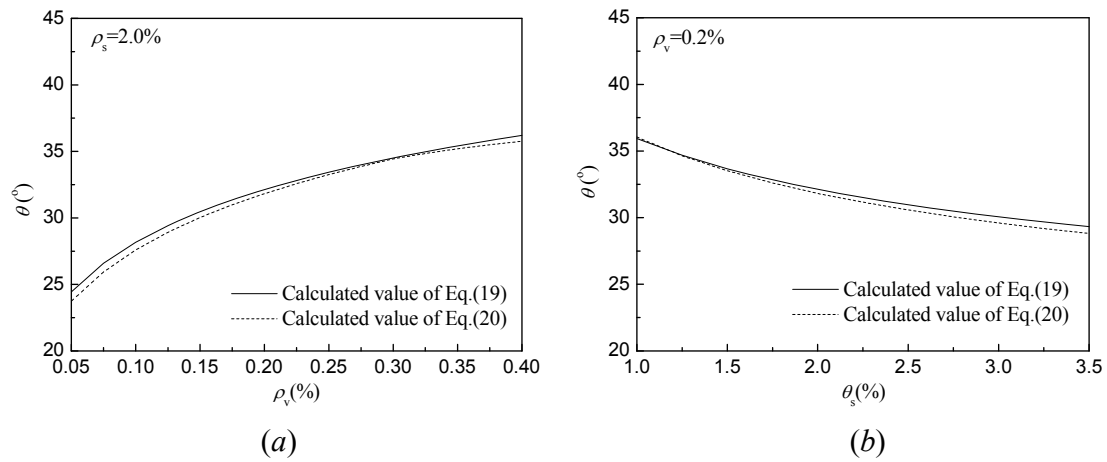 45
40
35
30
25
20
θ (°)
ρs=2.0%
Calculated value of Eq.(19)
Calculated value of Eq.(20)
0.05 0.10 0.15 0.20 0.25 0.30 0.35 0.40
ρv(%)
(a)
45
40
35
30
25
20
θ (°)
ρv=0.2%
Calculated value of Eq.(19)
Calculated value of Eq.(20)
1.0 1.5 2.0 2.5 3.0 3.5
θs(%)
(b)